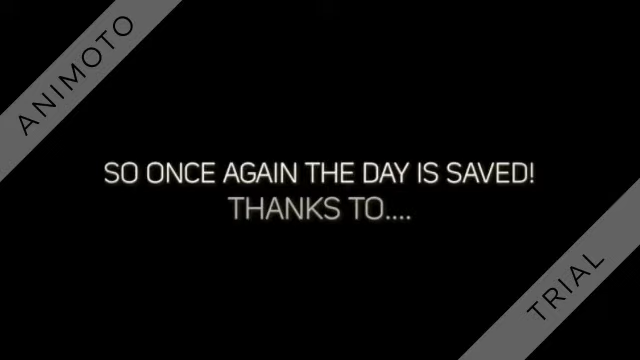 ANIMOTO
SO ONCE AGAIN THE DAY IS SAVED!
THANKS TO....
TRIAL